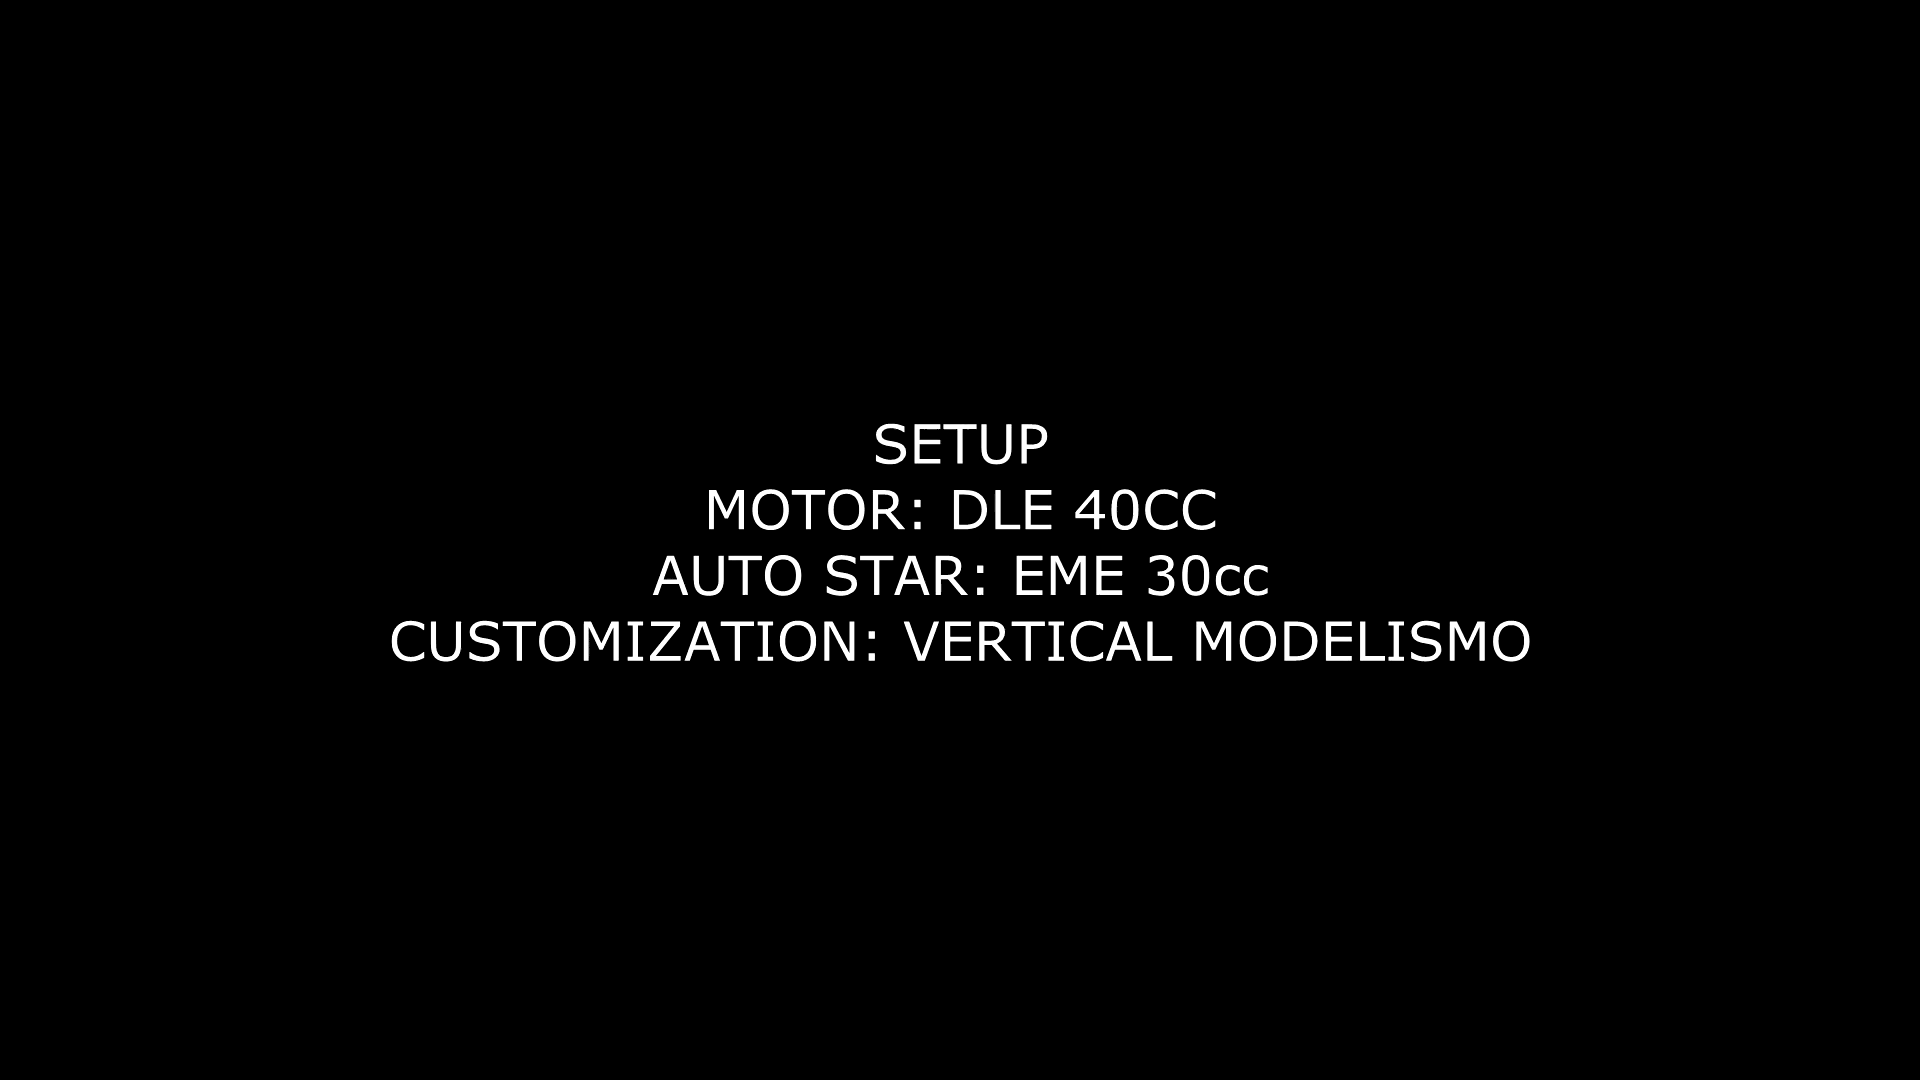 SETUP
MOTOR: DLE 40CC
AUTO STAR: EME 30cc
CUSTOMIZATION: VERTICAL MODELISMO